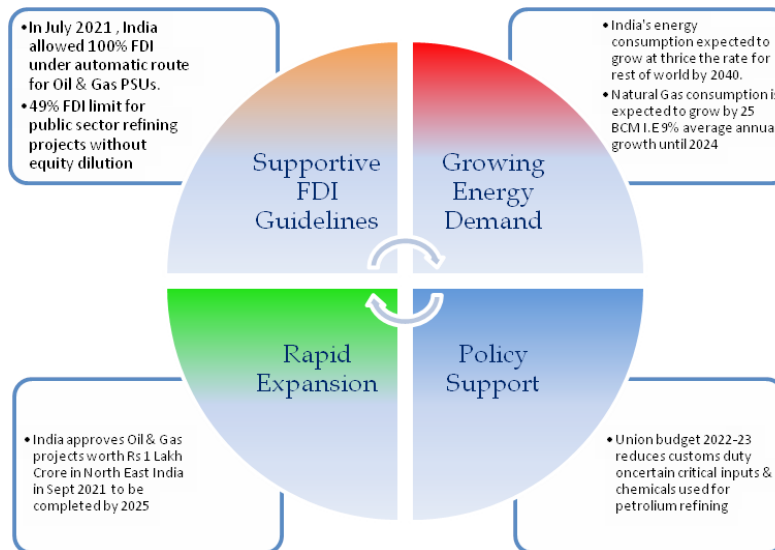 • In July 2021 , India
allowed 100% FDI
under automatic route
for Oil & Gas PSUs.
• 49% FDI limit for
public sector refining
projects without
equity dilution
• India's energy
consumption expected to
grow at thrice the rate for
rest of world by 2040.
• Natural Gas consumption is
expected to grow by 25
BCM I.E 9% average annual
growth until 2024
Supportive
FDI
Guidelines
Growing
Energy
Demand
Rapid
Expansion
Policy
Support
• India approves Oil & Gas
projects worth Rs 1 Lakh
Crore in North East India
in Sept 2021 to be
completed by 2025
• Union budget 2022-23
reduces customs duty
oncertain critical inputs &
chemicals used for
petrolium refining